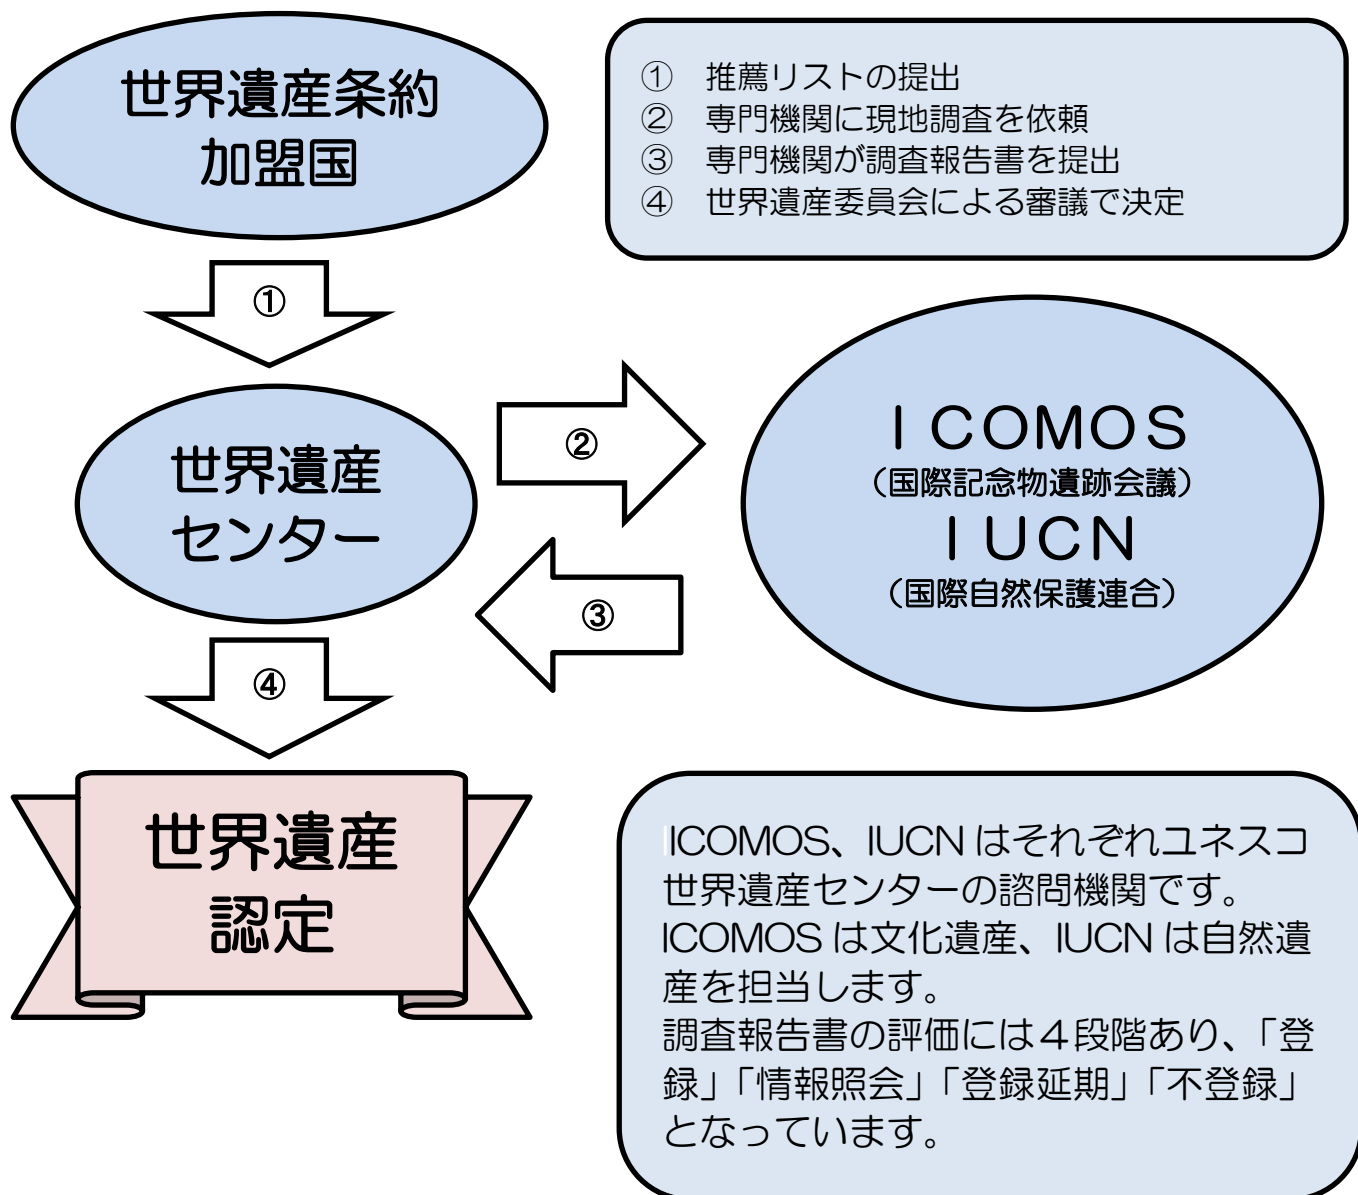 世界遺産条約
加盟国
① 推薦リストの提出
② 専門機関に現地調査を依頼
③ 専門機関が調査報告書を提出
④ 世界遺産委員会による審議で決定
①
世界遺産
センター
②
③
ICOMOS
（国際記念物遺跡会議）
IUCN
（国際自然保護連合）
④
世界遺産
認定
ICOMOS、IUCN はそれぞれユネスコ
世界遺産センターの諮問機関です。
ICOMOS は文化遺産、IUCN は自然遺
産を担当します。
調査報告書の評価には４段階あり、「登
録」「情報照会」「登録延期」「不登録」
となっています。